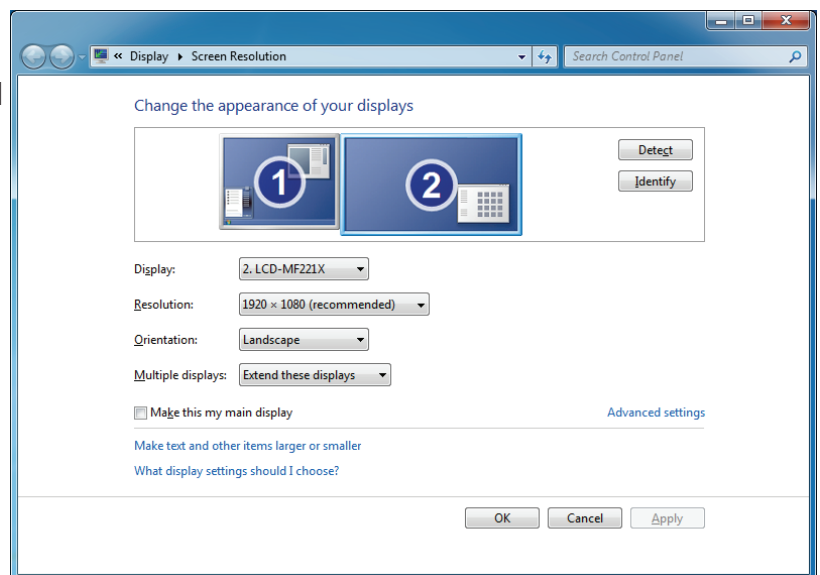 « Display ▸ Screen Resolution Search Control Panel
Change the appearance of your displays
1 2
Detect
Identify
Display: 2. LCD-MF221X
Resolution: 1920 × 1080 (recommended)
Orientation: Landscape
Multiple displays: Extend these displays
Make this my main display Advanced settings
Make text and other items larger or smaller
What display settings should I choose?
OK Cancel Apply